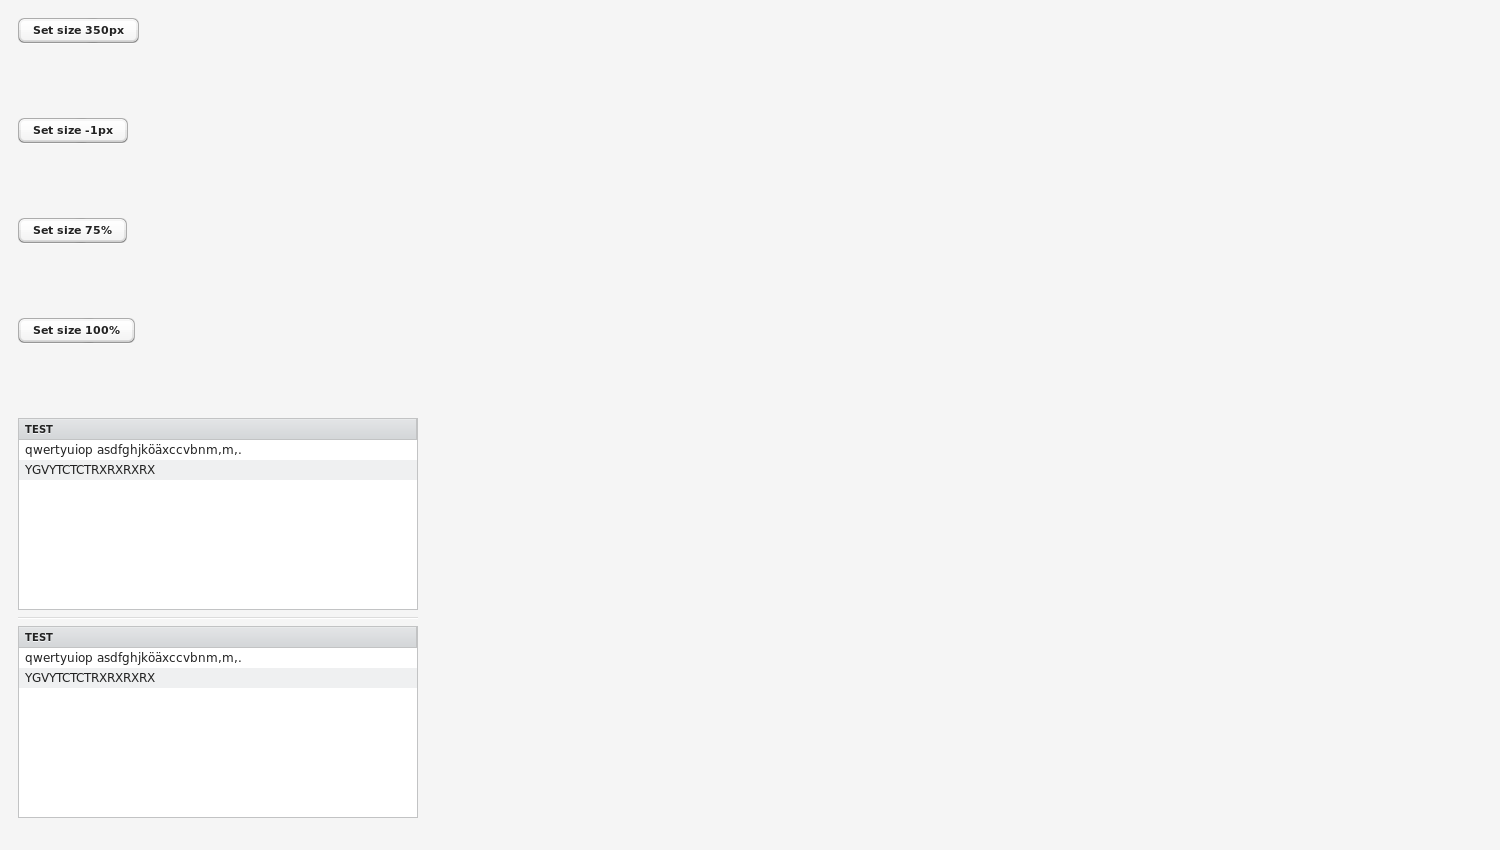 Set size 350px
Set size -1px
Set size 75%
Set size 100%
TEST
qwertyuiop asdfghjköäxccvbnm,m,.
YGVYTCTCTRXRXRXRX
TEST
qwertyuiop asdfghjköäxccvbnm,m,.
YGVYTCTCTRXRXRXRX